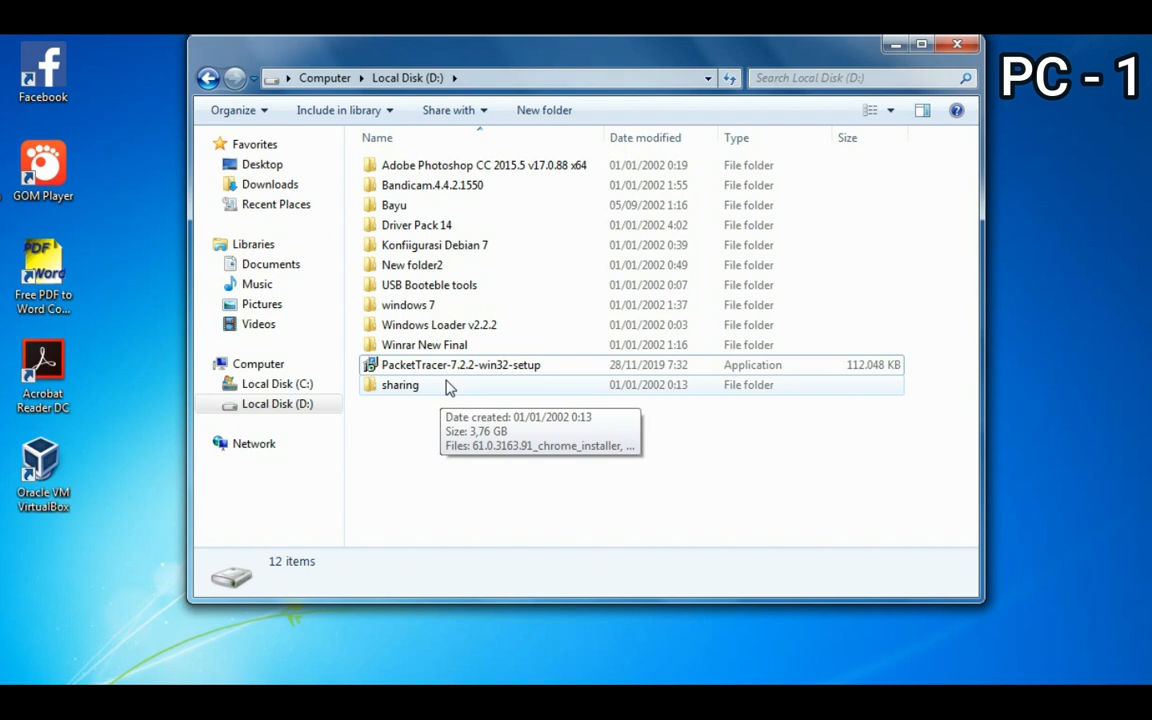 Facebook
GOM Player
PDF
Word
Free PDF to
Word Co...
Acrobat
Reader DC
Oracle VM
VirtualBox
PC - 1
Computer
Local Disk (D:)
Search Local Disk (D:)
Organize
Include in library
Share with
New folder
Favorites
Desktop
Downloads
Recent Places
Libraries
Documents
Music
Pictures
Videos
Computer
Local Disk (C:)
Local Disk (D:)
Network
Name Date modified Type Size
Adobe Photoshop CC 2015.5 v17.0.88 x64 01/01/2002 0:19 File folder
Bandicam.4.4.2.1550 01/01/2002 1:55 File folder
Bayu 05/09/2002 1:16 File folder
Driver Pack 14 01/01/2002 4:02 File folder
Konfiigurasi Debian 7 01/01/2002 0:39 File folder
New folder2 01/01/2002 0:49 File folder
USB Booteble tools 01/01/2002 0:07 File folder
windows 7 01/01/2002 1:37 File folder
Windows Loader v2.2.2 01/01/2002 0:03 File folder
Winrar New Final 01/01/2002 1:16 File folder
PacketTracer-7.2.2-win32-setup 28/11/2019 7:32 Application 112.048 KB
sharing 01/01/2002 0:13 File folder
Date created: 01/01/2002 0:13
Size: 3,76 GB
Files: 61.0.3163.91_chrome_installer, ...
12 items